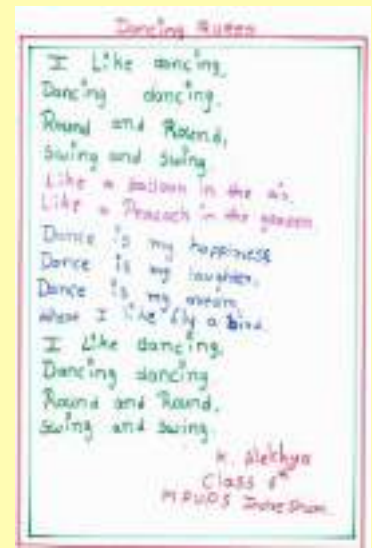 Dancing Queen
I Like dancing,
Dancing dancing,
Round and Round,
Swing and swing
Like a balloon in the air.
Like a Peacock in the garden
Dance is my happiness
Dance is my laughter,
Dance is my dream
where I like fly a bird.
I Like dancing,
Dancing dancing
Round and Round,
swing and swing.
K. Alekhya
Class 6th